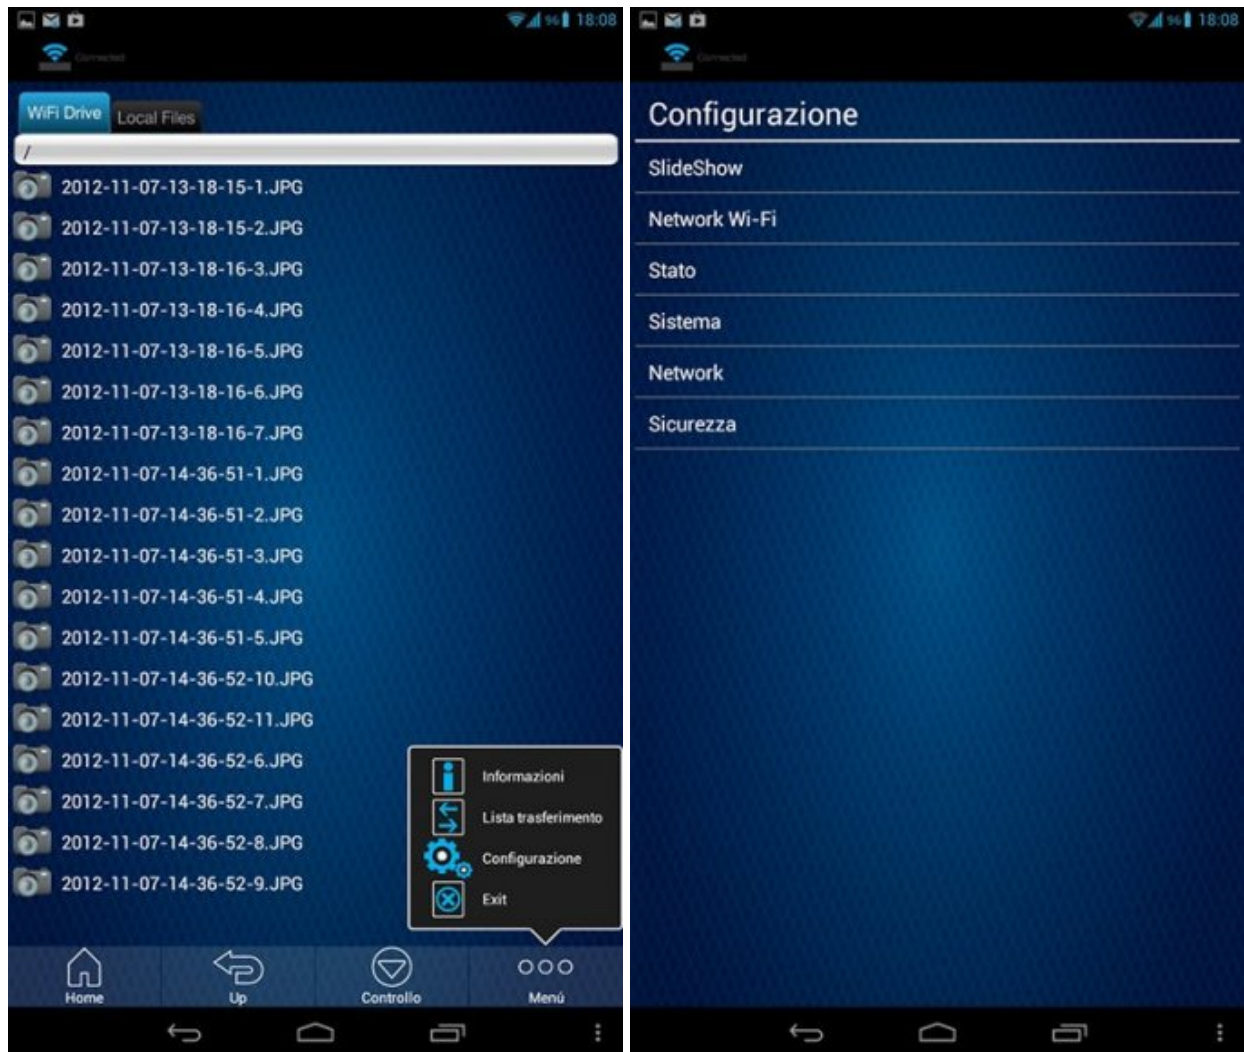 96 18:08
Connected
WiFi Drive Local Files
/
2012-11-07-13-18-15-1.JPG
2012-11-07-13-18-15-2.JPG
2012-11-07-13-18-16-3.JPG
2012-11-07-13-18-16-4.JPG
2012-11-07-13-18-16-5.JPG
2012-11-07-13-18-16-6.JPG
2012-11-07-13-18-16-7.JPG
2012-11-07-14-36-51-1.JPG
2012-11-07-14-36-51-2.JPG
2012-11-07-14-36-51-3.JPG
2012-11-07-14-36-51-4.JPG
2012-11-07-14-36-51-5.JPG
2012-11-07-14-36-52-10.JPG
2012-11-07-14-36-52-11.JPG
2012-11-07-14-36-52-6.JPG
2012-11-07-14-36-52-7.JPG
2012-11-07-14-36-52-8.JPG
2012-11-07-14-36-52-9.JPG
Informazioni
Lista trasferimento
Configurazione
Exit
Home Up Controllo Menú
96 18:08
Connected
Configurazione
SlideShow
Network Wi-Fi
Stato
Sistema
Network
Sicurezza